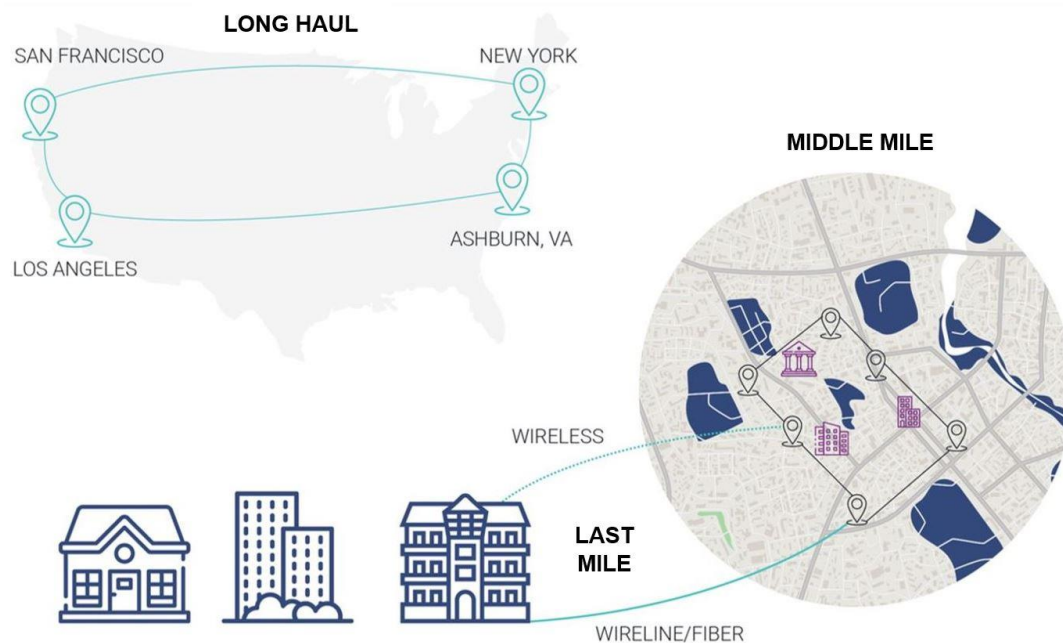 LONG HAUL
SAN FRANCISCO
NEW YORK
LOS ANGELES
ASHBURN, VA
MIDDLE MILE
WIRELESS
LAST
MILE
WIRELINE/FIBER